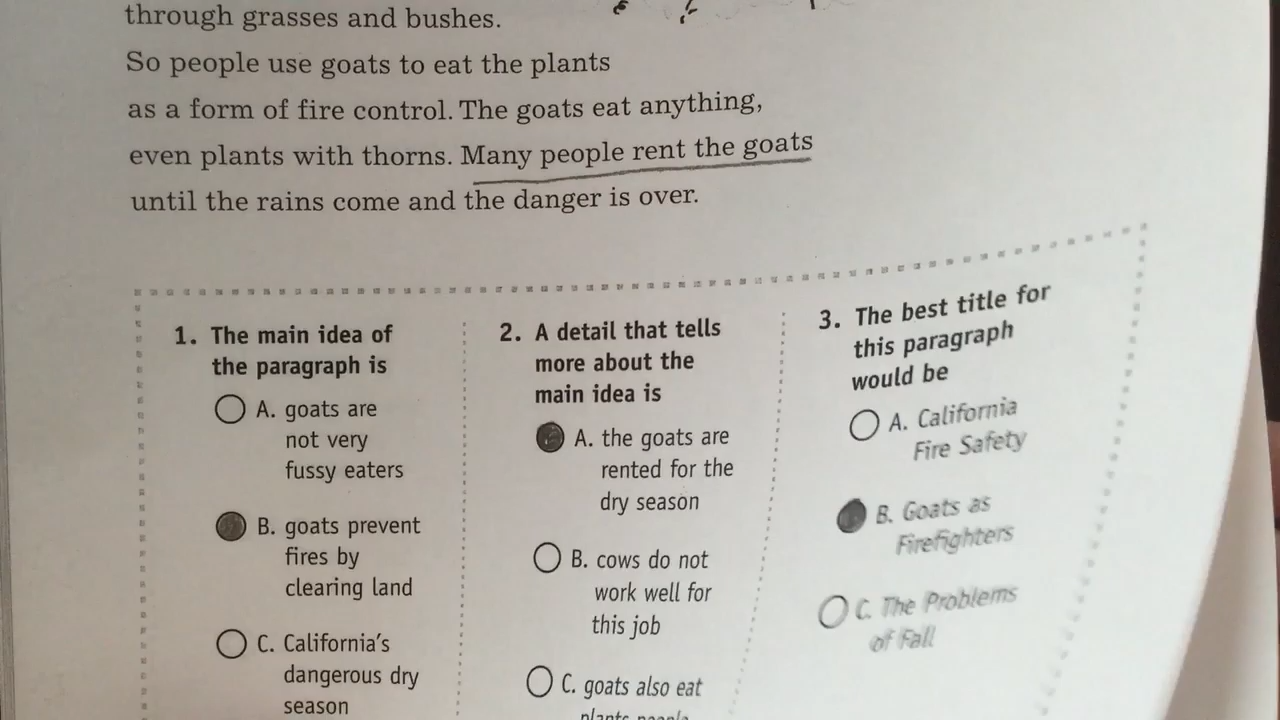 through grasses and bushes.
So people use goats to eat the plants
as a form of fire control. The goats eat anything,
even plants with thorns. Many people rent the goats
until the rains come and the danger is over.
1. The main idea of
the paragraph is
A. goats are
not very
fussy eaters
B. goats prevent
fires by
clearing land
C. California's
dangerous dry
season
2. A detail that tells
more about the
main idea is
A. the goats are
rented for the
dry season
B. cows do not
work well for
this job
C. goats also eat
plants people
3. The best title for
this paragraph
would be
A. California
Fire Safety
B. Goats as
Firefighters
C. The Problems
of Fall